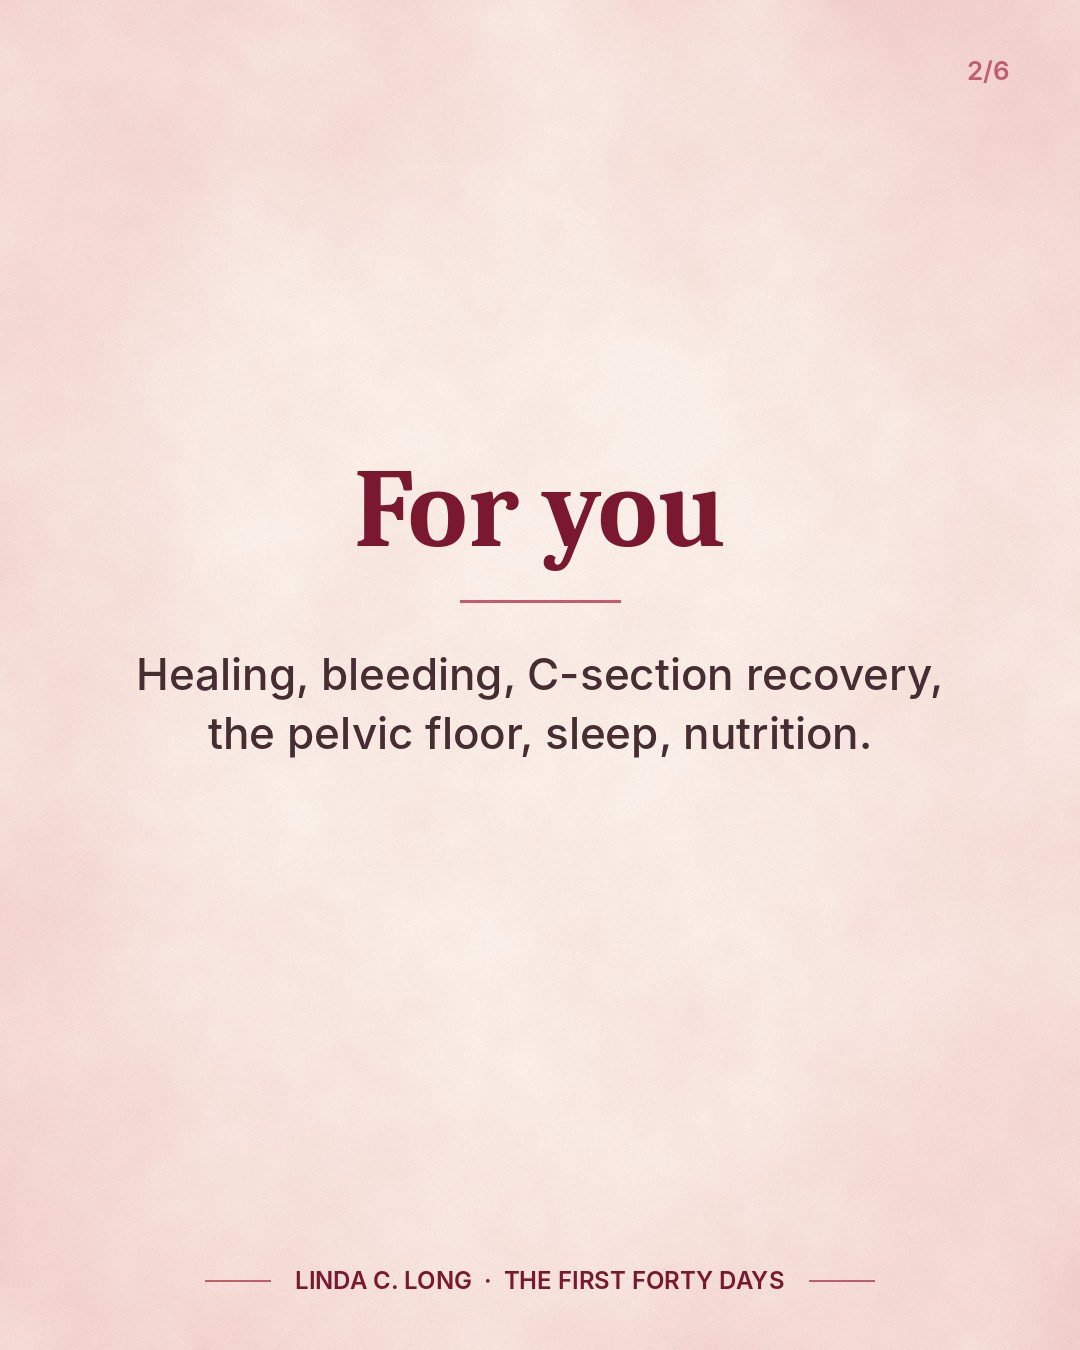 2/6
For you
Healing, bleeding, C-section recovery,
the pelvic floor, sleep, nutrition.
LINDA C. LONG · THE FIRST FORTY DAYS